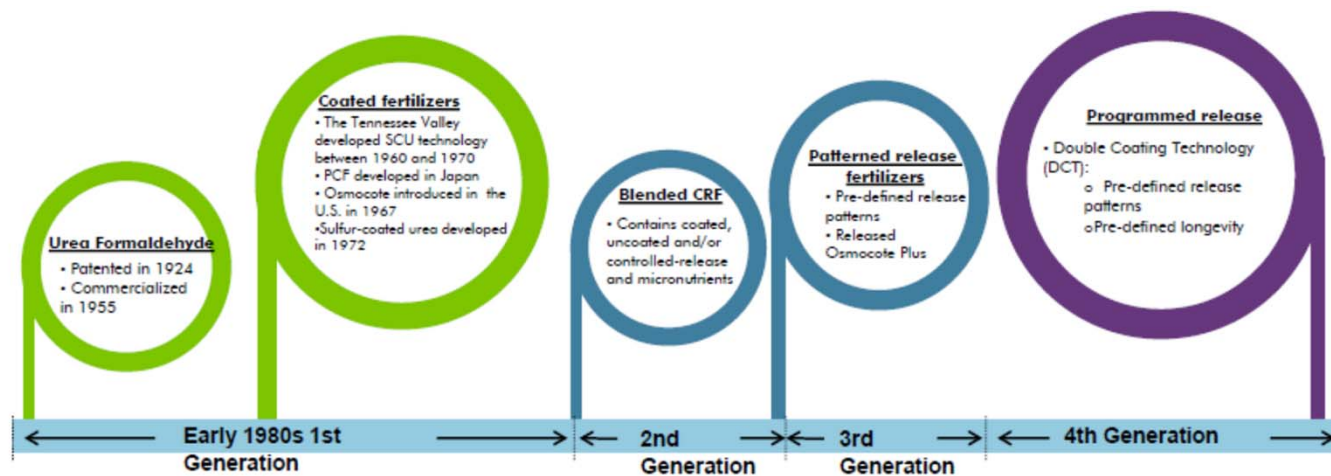 Urea Formaldehyde
• Patented in 1924
• Commercialized
in 1955
Coated fertilizers
• The Tennessee Valley
developed SCU technology
between 1960 and 1970
• PCF developed in Japan
• Osmocote introduced in the
U.S. in 1967
•Sulfur-coated urea developed
in 1972
Blended CRF
• Contains coated,
uncoated and/or
controlled-release
and micronutrients
Patterned release
fertilizers
• Pre-defined release
patterns
• Released
Osmocote Plus
Programmed release
• Double Coating Technology
(DCT):
o Pre-defined release
patterns
oPre-defined longevity
Early 1980s 1st
Generation
2nd
Generation
3rd
Generation
4th Generation